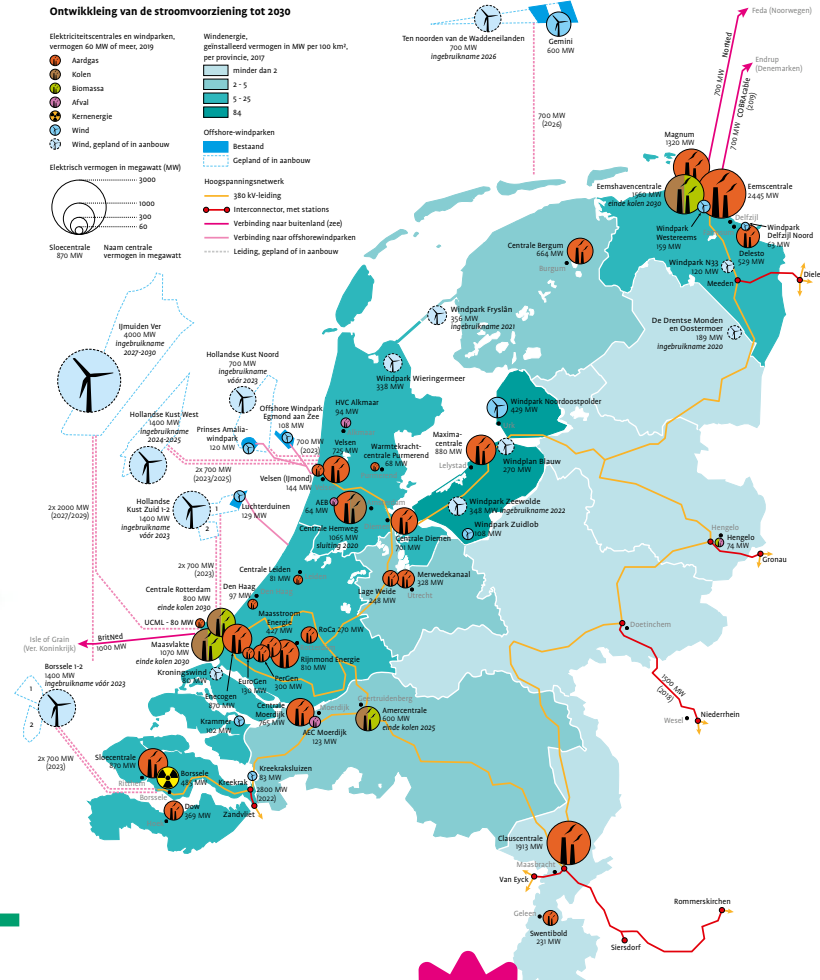 Ontwikkleing van de stroomvoorziening tot 2030
Elektriciteitscentrales en windparken,
vermogen 60 MW of meer, 2019
Aardgas
Kolen
Biomassa
Afval
Kernenergie
Wind
Wind, gepland of in aanbouw
Elektrisch vermogen in megawatt (MW)
3000
1000
300
60
Sloecentrale
870 MW
Naam centrale
vermogen in megawatt
Windenergie,
geïnstalleerd vermogen in MW per 100 km²,
per provincie, 2017
minder dan 2
2 - 5
5 - 25
84
Offshore-windparken
Bestaand
Gepland of in aanbouw
Hoogspanningsnetwerk
380 kV-leiding
Interconnector, met stations
Verbinding naar buitenland (zee)
Verbinding naar offshorewindparken
Leiding, gepland of in aanbouw
Ten noorden van de Waddeneilanden
700 MW
ingebruikname 2026
Gemini
600 MW
700 MW
(2026)
Feda (Noorwegen)
NorNed
700 MW
Endrup
(Denemarken)
COBRAcable
(2019)
700 MW
Magnum
1320 MW
Eemshavencentrale
1560 MW
einde kolen 2030
Eemscentrale
2445 MW
Delfzijl
Windpark
Delfzijl Noord
63 MW
Windpark
Westereems
159 MW
Delesto
529 MW
Windpark N33
120 MW
Meeden
Diele
Centrale Bergum
664 MW
Burgum
De Drentse Monden
en Oostermoer
189 MW
ingebruikname 2020
Windpark Fryslân
356 MW
ingebruikname 2021
Windpark Wieringermeer
338 MW
IJmuiden Ver
4000 MW
ingebruikname
2027-2030
Hollandse Kust Noord
700 MW
ingebruikname
vóór 2023
Hollandse Kust West
1400 MW
ingebruikname
2024-2025
Offshore Windpark
Egmond aan Zee
108 MW
Prinses Amalia-
windpark
120 MW
700 MW
(2023)
2x 700 MW
(2023/2025)
HVC Alkmaar
94 MW
Velsen
725 MW
Warmtekracht-
centrale Purmerend
68 MW
Velsen (IJmond)
144 MW
AEB
64 MW
Centrale Hemweg
1065 MW
sluiting 2020
Centrale Diemen
701 MW
Maxima-
centrale
880 MW
Lelystad
Windpark Noordoostpolder
429 MW
Windplan Blauw
270 MW
Windpark Zeewolde
348 MW ingebruikname 2022
Windpark Zuidlob
108 MW
Hollandse
Kust Zuid 1-2
1400 MW
ingebruikname
vóór 2023
1
2
Luchterduinen
129 MW
2x 2000 MW
(2027/2029)
2x 700 MW
(2023)
Centrale Leiden
81 MW
Den Haag
97 MW
Centrale Rotterdam
800 MW
einde kolen 2030
UCML - 80 MW
Isle of Grain
(Ver. Koninkrijk)
BritNed
1000 MW
Maasvlakte
1070 MW
einde kolen 2030
Maasstroom
Energie
427 MW
RoCa 270 MW
Rijnmond Energie
810 MW
PerGen
300 MW
EuroGen
130 MW
Enecogen
870 MW
Koningswind
80 MW
Krammer
102 MW
Merwedekanaal
328 MW
Lage Weide
248 MW
Utrecht
Hengelo
Hengelo
74 MW
Gronau
Doetinchem
1500 MW
(2018)
Wesel
Niederrhein
Borssele 1-2
1400 MW
ingebruikname vóór 2023
1
2
2x 700 MW
(2023)
Centrale
Moerdijk
765 MW
Moerdijk
AEC Moerdijk
123 MW
Geertruidenberg
Amercentrale
600 MW
einde kolen 2025
Sloecentrale
870 MW
Ritthem
Borssele
485 MW
Borssele
Dow
369 MW
Kreekraksluizen
83 MW
Kreekrak
2800 MW
(2022)
Zandvliet
Clauscentrale
1913 MW
Maasbracht
Van Eyck
Geleen
Swentibold
231 MW
Siersdorf
Rommerskirchen